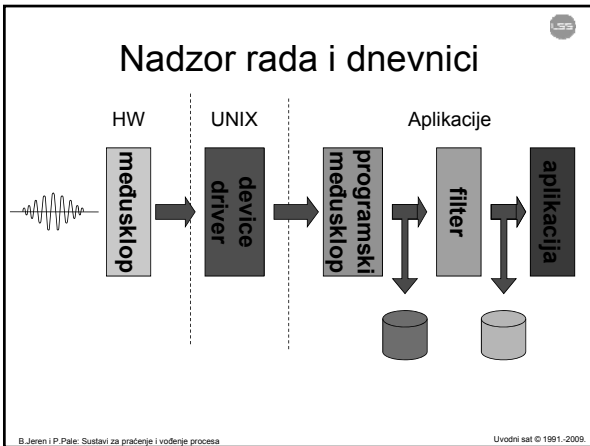 LSS
Nadzor rada i dnevnici
HW
UNIX
Aplikacije
međusklop
device
driver
programski
međusklop
filter
aplikacija
B.Jeren i P.Pale: Sustavi za praćenje i vođenje procesa
Uvodni sat © 1991.-2009.